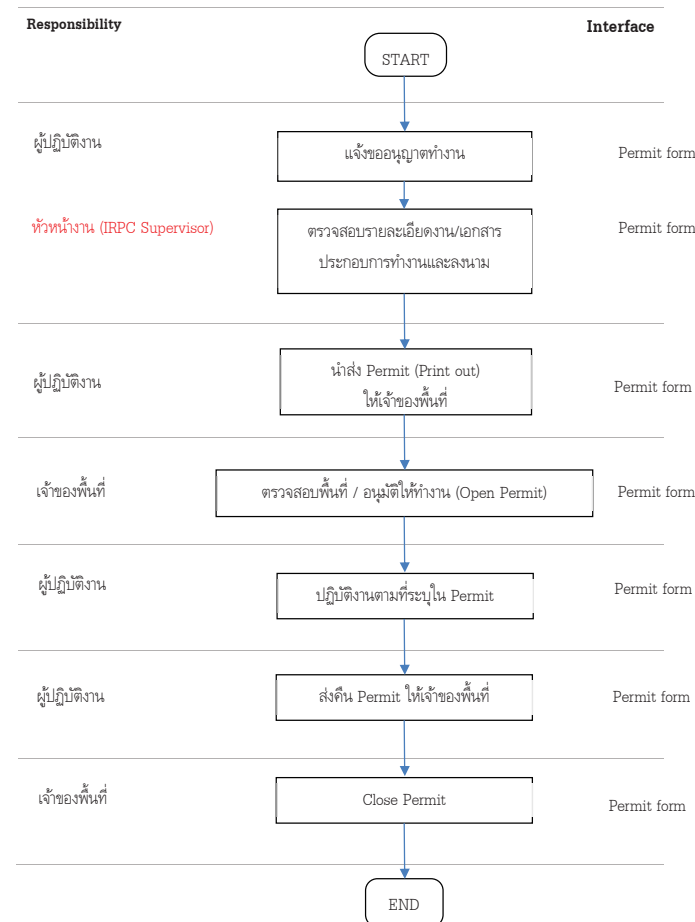 Responsibility
Interface
START
ผู้ปฏิบัติงาน
แจ้งขออนุญาตทำงาน
Permit form
หัวหน้างาน (IRPC Supervisor)
ตรวจสอบรายละเอียดงาน/เอกสาร
ประกอบการทำงานและลงนาม
Permit form
ผู้ปฏิบัติงาน
นำส่ง Permit (Print out)
ให้เจ้าของพื้นที่
Permit form
เจ้าของพื้นที่
ตรวจสอบพื้นที่ / อนุมัติให้ทำงาน (Open Permit)
Permit form
ผู้ปฏิบัติงาน
ปฏิบัติงานตามที่ระบุใน Permit
Permit form
ผู้ปฏิบัติงาน
ส่งคืน Permit ให้เจ้าของพื้นที่
Permit form
เจ้าของพื้นที่
Close Permit
Permit form
END